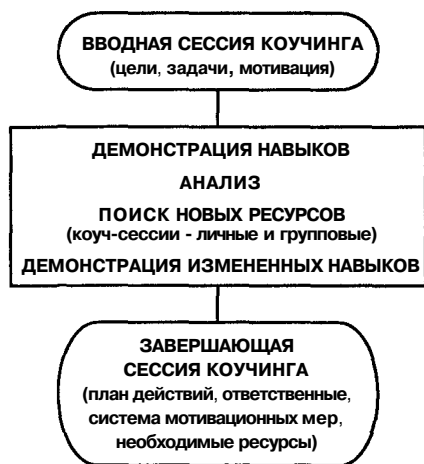 ВВОДНАЯ СЕССИЯ КОУЧИНГА
(цели, задачи, мотивация)
ДЕМОНСТРАЦИЯ НАВЫКОВ
АНАЛИЗ
ПОИСК НОВЫХ РЕСУРСОВ
(коуч-сессии - личные и групповые)
ДЕМОНСТРАЦИЯ ИЗМЕНЕННЫХ НАВЫКОВ
ЗАВЕРШАЮЩАЯ
СЕССИЯ КОУЧИНГА
(план действий, ответственные,
система мотивационных мер,
необходимые ресурсы)